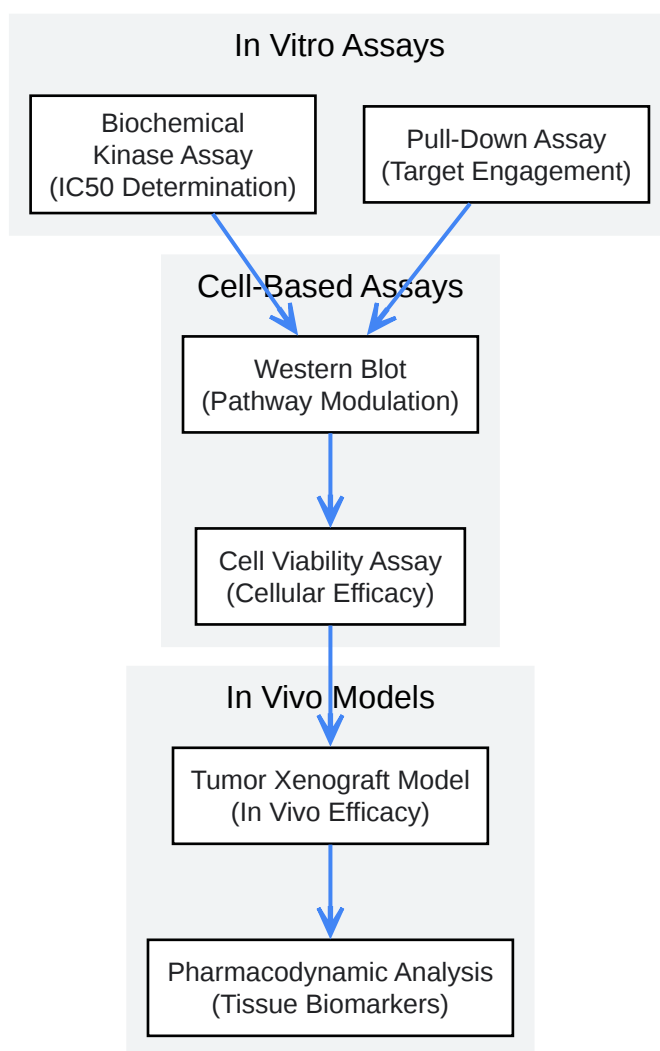 In Vitro Assays
Biochemical
Kinase Assay
(IC50 Determination)
Pull-Down Assay
(Target Engagement)
Cell-Based Assays
Western Blot
(Pathway Modulation)
Cell Viability Assay
(Cellular Efficacy)
In Vivo Models
Tumor Xenograft Model
(In Vivo Efficacy)
Pharmacodynamic Analysis
(Tissue Biomarkers)